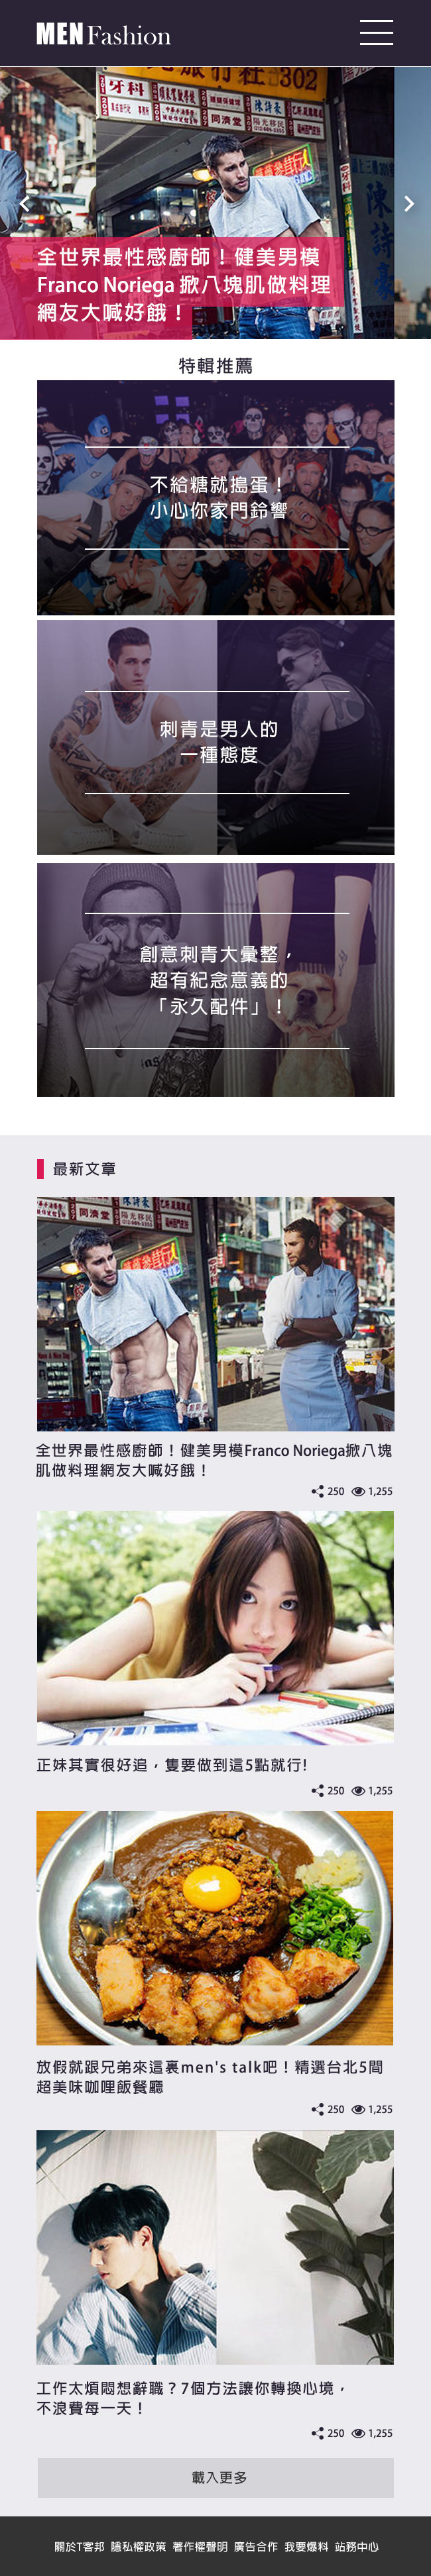 MEN Fashion
302
全世界最性感廚師！健美男模
Franco Noriega 掀八塊肌做料理
網友大喊好餓！
特輯推薦
不給糖就搗蛋！
小心你家門鈴響
刺青是男人的
一種態度
創意刺青大彙整，
超有紀念意義的
「永久配件」！
最新文章
同濟堂
全世界最性感廚師！健美男模Franco Noriega掀八塊
肌做料理網友大喊好餓！
250 1,255
正妹其實很好追，隻要做到這5點就行!
250 1,255
放假就跟兄弟來這裏men's talk吧！精選台北5間
超美味咖哩飯餐廳
250 1,255
工作太煩悶想辭職？7個方法讓你轉換心境，
不浪費每一天！
250 1,255
載入更多
關於T客邦 隱私權政策 著作權聲明 廣告合作 我要爆料 站務中心